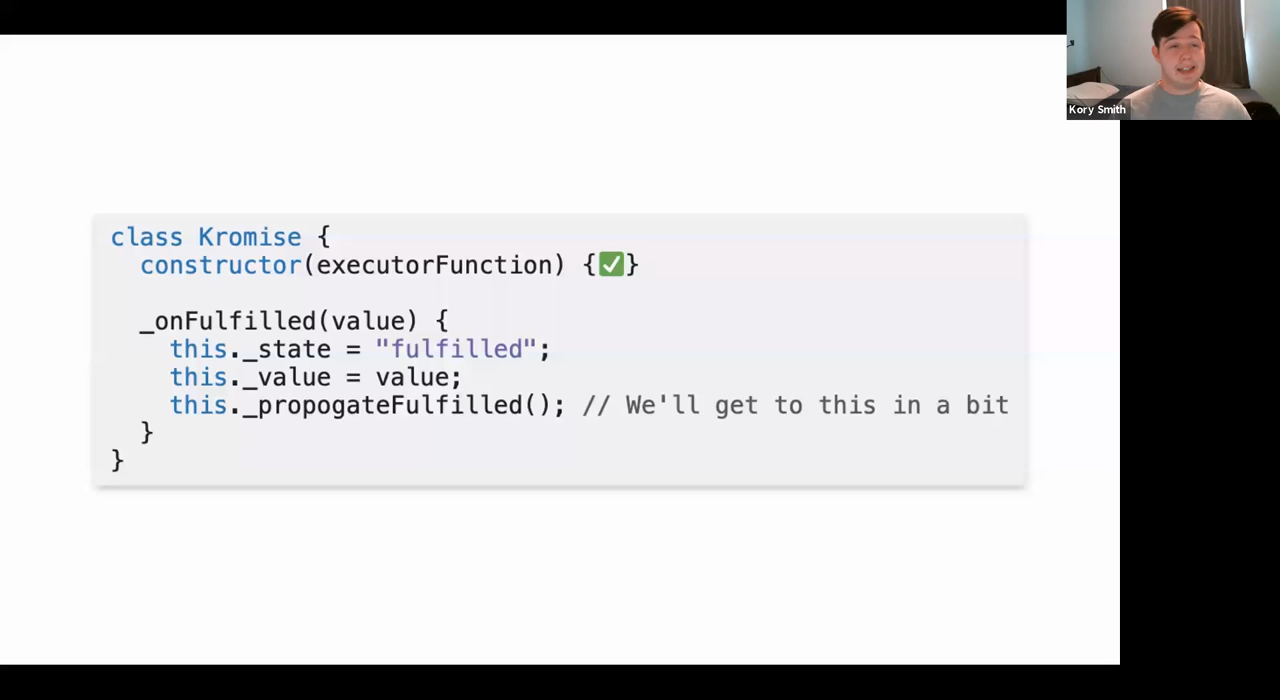 Kory Smith
class Kromise {
constructor(executorFunction) {✅}
_onFulfilled(value) {
this._state = "fulfilled";
this._value = value;
this._propogateFulfilled(); // We'll get to this in a bit
}
}